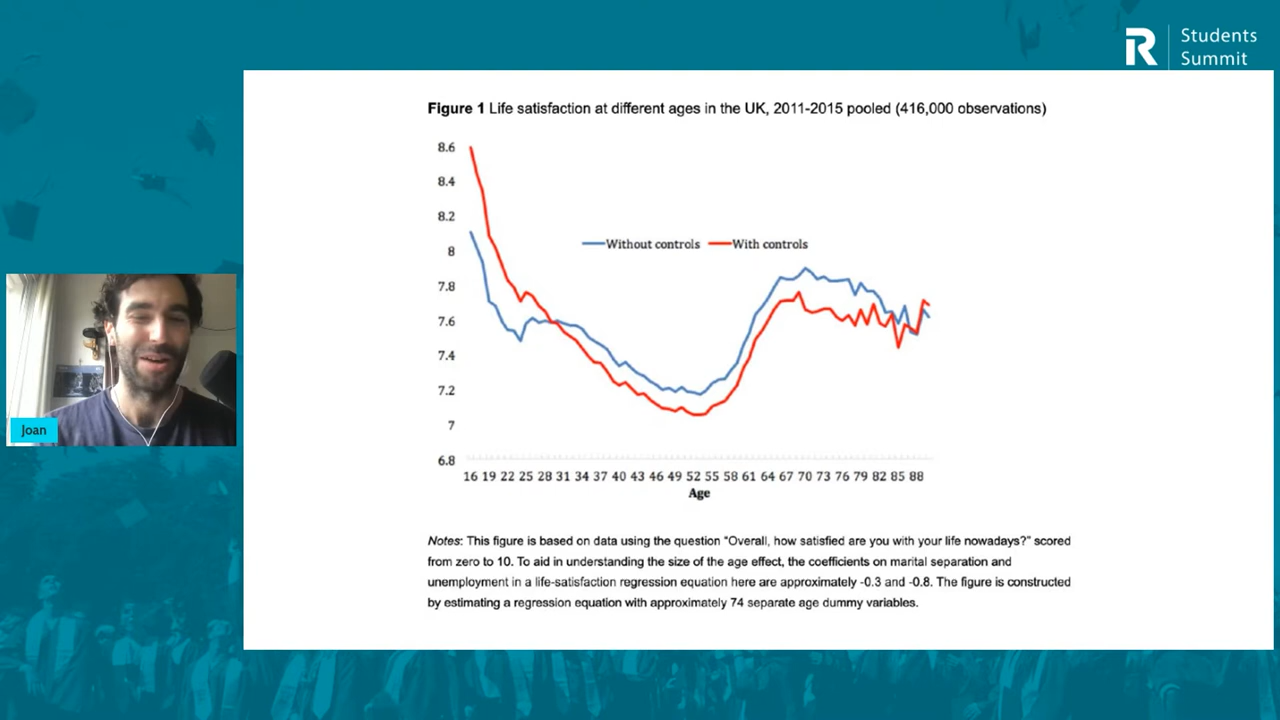 Students
Summit
Figure 1 Life satisfaction at different ages in the UK, 2011-2015 pooled (416,000 observations)
8.6
8.4
8.2
8
7.8
7.6
7.4
7.2
7
6.8
Without controls With controls
16 19 22 25 28 31 34 37 40 43 46 49 52 55 58 61 64 67 70 73 76 79 82 85 88
Age
Joan
Notes: This figure is based on data using the question "Overall, how satisfied are you with your life nowadays?" scored
from zero to 10. To aid in understanding the size of the age effect, the coefficients on marital separation and
unemployment in a life-satisfaction regression equation here are approximately -0.3 and -0.8. The figure is constructed
by estimating a regression equation with approximately 74 separate age dummy variables.